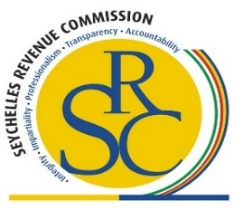 SEYCHELLES REVENUE COMMISSION
•Integrity•Impartiality•Professionalism•Transparency•Accountability
SRC